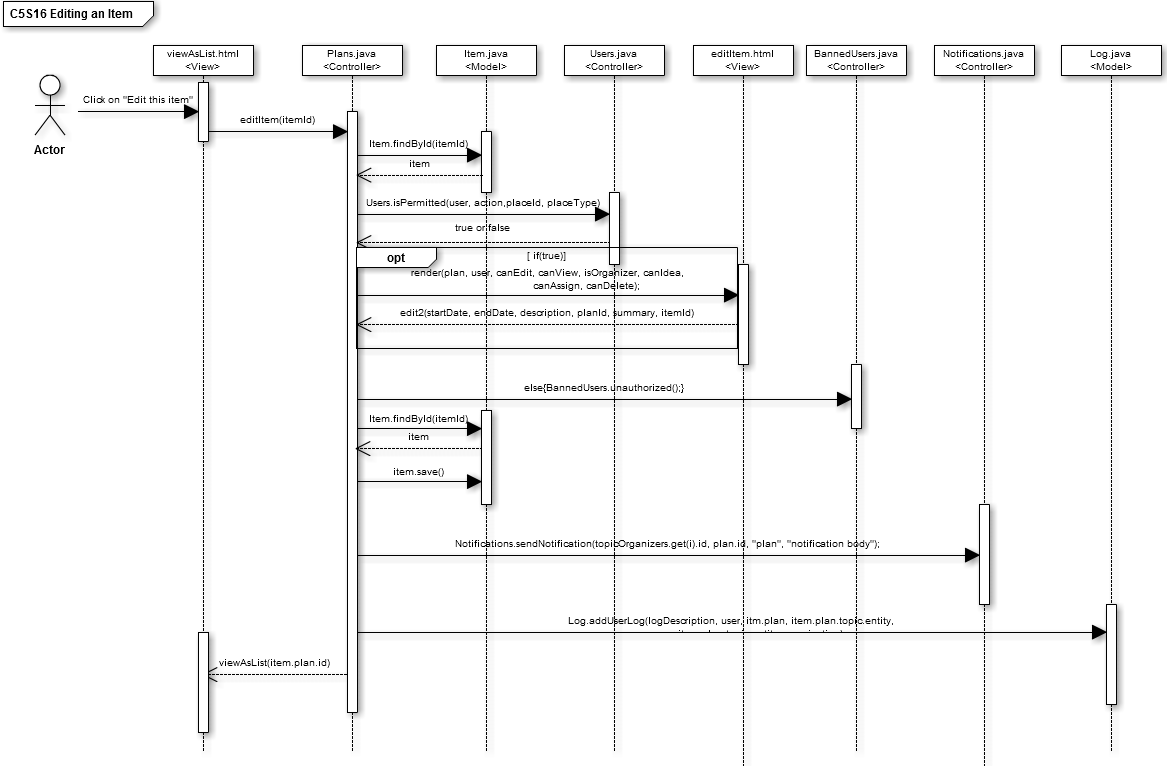 C5S16 Editing an Item
viewAsList.html
<View>
Plans.java
<Controller>
Item.java
<Model>
Users.java
<Controller>
editItem.html
<View>
BannedUsers.java
<Controller>
Notifications.java
<Controller>
Log.java
<Model>
Click on "Edit this item"
Actor
editItem(itemId)
Item.findById(itemId)
item
Users.isPermitted(user, action,placeId, placeType)
true or false
opt
[ if(true)]
render(plan, user, canEdit, canView, isOrganizer, canIdea,
canAssign, canDelete);
edit2(startDate, endDate, description, planId, summary, itemId)
else{BannedUsers.unauthorized();}
Item.findById(itemId)
item
item.save()
Notifications.sendNotification(topicOrganizers.get(i).id, plan.id, "plan", "notification body");
Log.addUserLog(logDescription, user, itm.plan, item.plan.topic.entity,
viewAsList(item.plan.id)